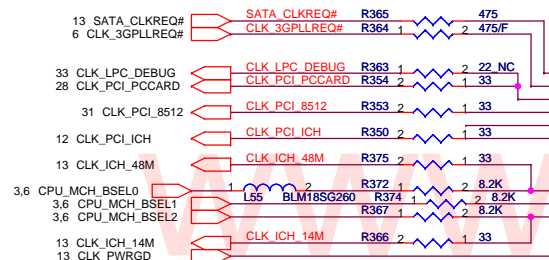 13 SATA_CLKREQ# SATA_CLKREQ# R365 475
6 CLK_3GPLLREQ# CLK_3GPLLREQ# R364 1 2 475/F
33 CLK_LPC_DEBUG CLK_LPC_DEBUG R363 1 2 22_NC
28 CLK_PCI_PCCARD CLK_PCI_PCCARD R354 2 1 33
31 CLK_PCI_8512 CLK_PCI_8512 R353 2 1 33
12 CLK_PCI_ICH CLK_PCI_ICH R350 2 1 33
13 CLK_ICH_48M CLK_ICH_48M R375 2 1 33
3,6 CPU_MCH_BSEL0 1 2 R372 2 1 8.2K
3,6 CPU_MCH_BSEL1 L55 BLM18SG260 R374 1 2 8.2K
3,6 CPU_MCH_BSEL2 R367 1 2 8.2K
13 CLK_ICH_14M CLK_ICH_14M R366 2 1 33
13 CLK_PWRGD
WWW